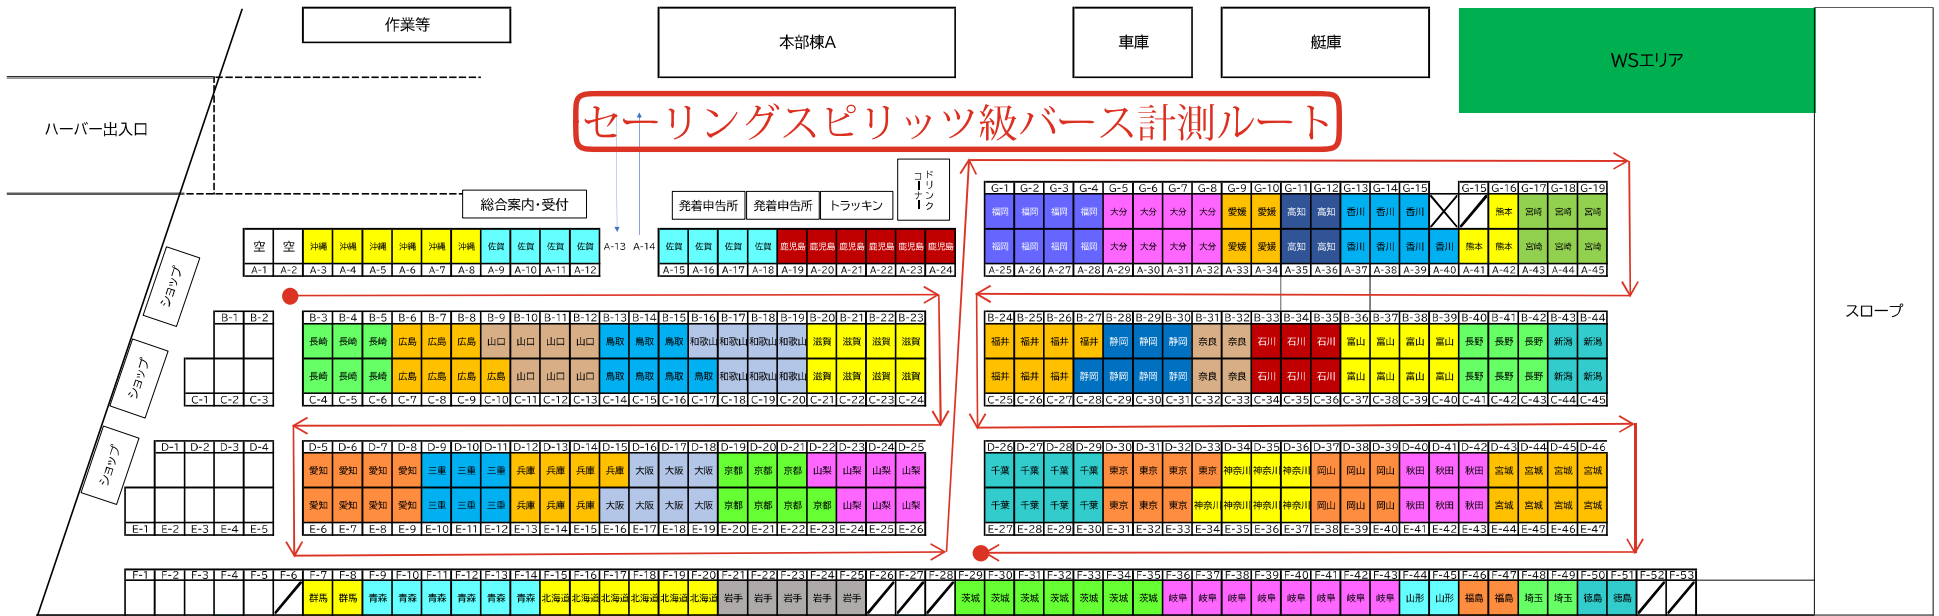 作業等
本部棟A
車庫
艇庫
WSエリア
ハーバー出入口
セーリングスピリッツ級バース計測ルート
総合案内・受付
発着申告所 発着申告所 トラッキン
ドリンク
コーナー
G-1 G-2 G-3 G-4 G-5 G-6 G-7 G-8 G-9 G-10 G-11 G-12 G-13 G-14 G-15 G-15 G-16 G-17 G-18 G-19
福岡 福岡 福岡 福岡 大分 大分 大分 大分 愛媛 愛媛 高知 高知 香川 香川 香川 熊本 宮崎 宮崎 宮崎
空 空 沖縄 沖縄 沖縄 沖縄 沖縄 沖縄 佐賀 佐賀 佐賀 佐賀 A-13 A-14 佐賀 佐賀 佐賀 佐賀 鹿児島 鹿児島 鹿児島 鹿児島 鹿児島 鹿児島 福岡 福岡 福岡 福岡 大分 大分 大分 大分 愛媛 愛媛 高知 高知 香川 香川 香川 香川 熊本 熊本 宮崎 宮崎 宮崎
A-1 A-2 A-3 A-4 A-5 A-6 A-7 A-8 A-9 A-10 A-11 A-12 A-15 A-16 A-17 A-18 A-19 A-20 A-21 A-22 A-23 A-24 A-25 A-26 A-27 A-28 A-29 A-30 A-31 A-32 A-33 A-34 A-35 A-36 A-37 A-38 A-39 A-40 A-41 A-42 A-43 A-44 A-45
ショップ
スロープ
B-1 B-2 B-3 B-4 B-5 B-6 B-7 B-8 B-9 B-10 B-11 B-12 B-13 B-14 B-15 B-16 B-17 B-18 B-19 B-20 B-21 B-22 B-23 B-24 B-25 B-26 B-27 B-28 B-29 B-30 B-31 B-32 B-33 B-34 B-35 B-36 B-37 B-38 B-39 B-40 B-41 B-42 B-43 B-44
長崎 長崎 長崎 広島 広島 広島 山口 山口 山口 山口 鳥取 鳥取 鳥取 和歌山 和歌山 和歌山 和歌山 滋賀 滋賀 滋賀 滋賀 福井 福井 福井 福井 静岡 静岡 静岡 奈良 奈良 石川 石川 石川 富山 富山 富山 富山 長野 長野 長野 新潟 新潟
長崎 長崎 長崎 広島 広島 広島 広島 山口 山口 山口 鳥取 鳥取 鳥取 鳥取 和歌山 和歌山 和歌山 滋賀 滋賀 滋賀 滋賀 福井 福井 福井 静岡 静岡 静岡 静岡 奈良 奈良 石川 石川 石川 富山 富山 富山 富山 長野 長野 長野 新潟 新潟
C-1 C-2 C-3 C-4 C-5 C-6 C-7 C-8 C-9 C-10 C-11 C-12 C-13 C-14 C-15 C-16 C-17 C-18 C-19 C-20 C-21 C-22 C-23 C-24 C-25 C-26 C-27 C-28 C-29 C-30 C-31 C-32 C-33 C-34 C-35 C-36 C-37 C-38 C-39 C-40 C-41 C-42 C-43 C-44 C-45
ショップ
D-1 D-2 D-3 D-4 D-5 D-6 D-7 D-8 D-9 D-10 D-11 D-12 D-13 D-14 D-15 D-16 D-17 D-18 D-19 D-20 D-21 D-22 D-23 D-24 D-25 D-26 D-27 D-28 D-29 D-30 D-31 D-32 D-33 D-34 D-35 D-36 D-37 D-38 D-39 D-40 D-41 D-42 D-43 D-44 D-45 D-46
愛知 愛知 愛知 愛知 三重 三重 三重 兵庫 兵庫 兵庫 兵庫 大阪 大阪 大阪 京都 京都 京都 山梨 山梨 山梨 山梨 千葉 千葉 千葉 千葉 東京 東京 東京 東京 神奈川 神奈川 神奈川 岡山 岡山 岡山 秋田 秋田 秋田 宮城 宮城 宮城 宮城
ショップ
愛知 愛知 愛知 愛知 三重 三重 三重 兵庫 兵庫 兵庫 大阪 大阪 大阪 大阪 京都 京都 京都 京都 山梨 山梨 山梨 千葉 千葉 千葉 千葉 東京 東京 東京 神奈川 神奈川 神奈川 神奈川 岡山 岡山 岡山 秋田 秋田 秋田 宮城 宮城 宮城 宮城
E-1 E-2 E-3 E-4 E-5 E-6 E-7 E-8 E-9 E-10 E-11 E-12 E-13 E-14 E-15 E-16 E-17 E-18 E-19 E-20 E-21 E-22 E-23 E-24 E-25 E-26 E-27 E-28 E-29 E-30 E-31 E-32 E-33 E-34 E-35 E-36 E-37 E-38 E-39 E-40 E-41 E-42 E-43 E-44 E-45 E-46 E-47
F-1 F-2 F-3 F-4 F-5 F-6 F-7 F-8 F-9 F-10 F-11 F-12 F-13 F-14 F-15 F-16 F-17 F-18 F-19 F-20 F-21 F-22 F-23 F-24 F-25 F-26 F-27 F-28 F-29 F-30 F-31 F-32 F-33 F-34 F-35 F-36 F-37 F-38 F-39 F-40 F-41 F-42 F-43 F-44 F-45 F-46 F-47 F-48 F-49 F-50 F-51 F-52 F-53
群馬 群馬 青森 青森 青森 青森 青森 青森 北海道 北海道 北海道 北海道 北海道 北海道 岩手 岩手 岩手 岩手 岩手 茨城 茨城 茨城 茨城 茨城 茨城 茨城 岐阜 岐阜 岐阜 岐阜 岐阜 岐阜 岐阜 岐阜 山形 山形 福島 福島 埼玉 埼玉 徳島 徳島